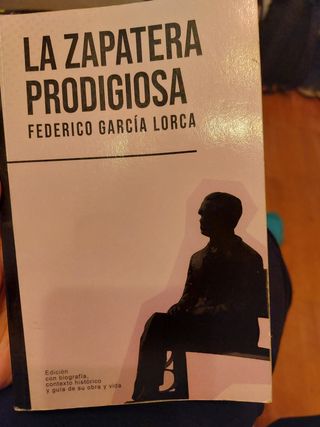 LA ZAPATERA
PRODIGIOSA
FEDERICO GARCÍA LORCA
Edición
con biografía,
contexto histórico
y guía de su obra y vida